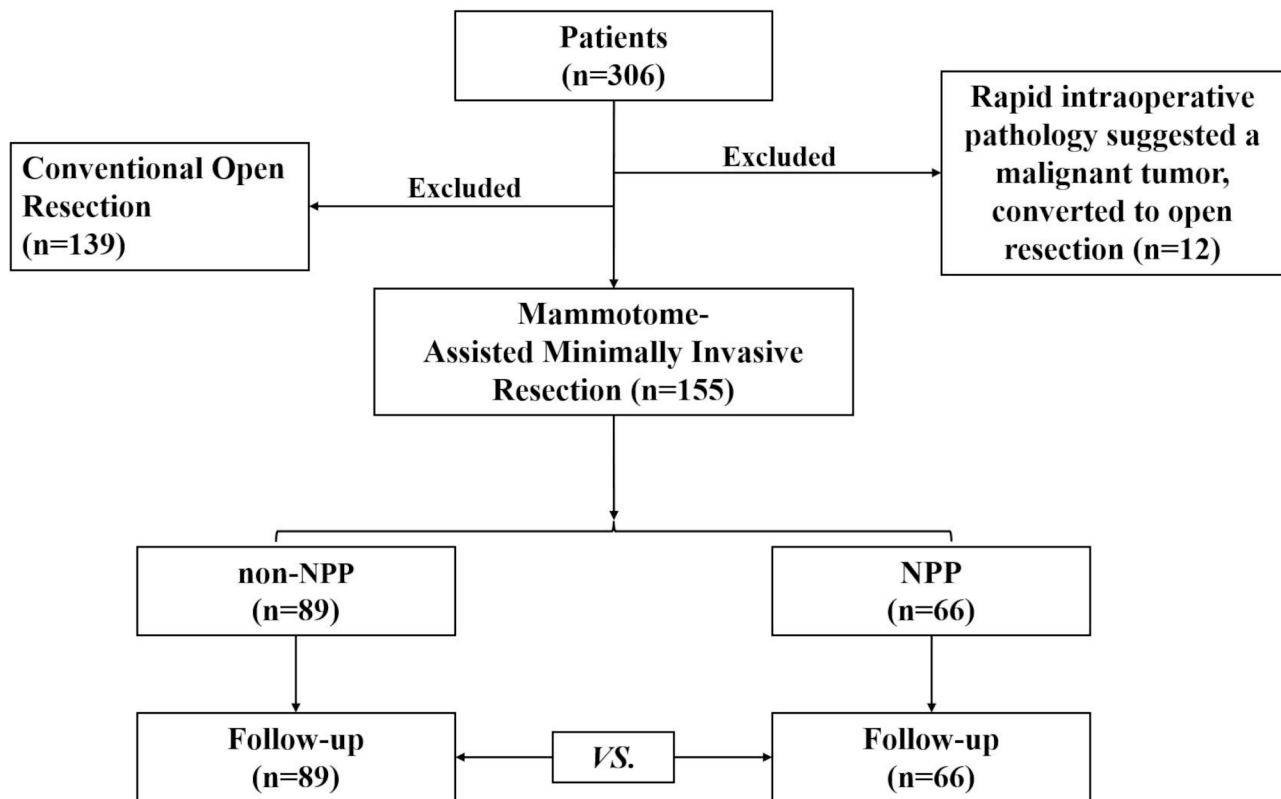 Patients
(n=306)
Rapid intraoperative
pathology suggested a
malignant tumor,
converted to open
resection (n=12)
Excluded
Conventional Open
Resection
(n=139)
Excluded
Mammotome-
Assisted Minimally Invasive
Resection (n=155)
non-NPP
(n=89)
NPP
(n=66)
Follow-up
(n=89)
VS.
Follow-up
(n=66)